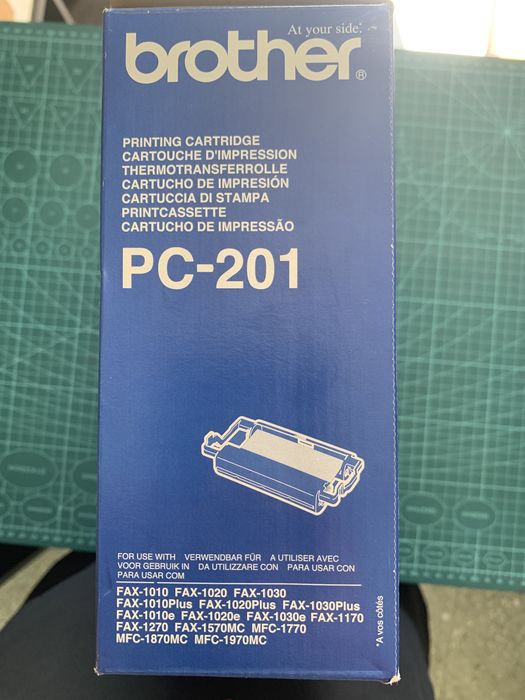 At your side.
brother®
PRINTING CARTRIDGE
CARTOUCHE D'IMPRESSION
THERMOTRANSFERROLLE
CARTUCHO DE IMPRESIÓN
CARTUCCIA DI STAMPA
PRINTCASSETTE
CARTUCHO DE IMPRESSÃO
PC-201
FOR USE WITH VERWENDBAR FÜR A UTILISER AVEC
VOOR GEBRUIK IN DA UTILIZZARE CON PARA USAR CON
PARA USAR COM
FAX-1010 FAX-1020 FAX-1030
FAX-1010Plus FAX-1020Plus FAX-1030Plus
FAX-1010e FAX-1020e FAX-1030e FAX-1170
FAX-1270 FAX-1570MC MFC-1770
MFC-1870MC MFC-1970MC
*A vos côtés